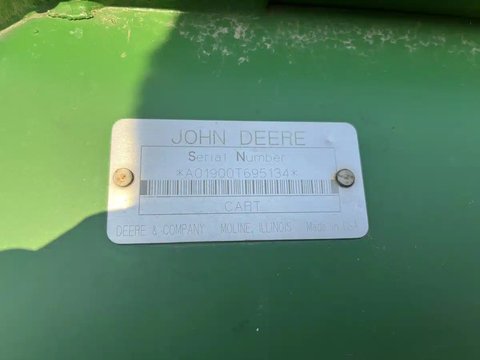 JOHN DEERE
Serial Number
*A01900T695134*
CART
DEERE & COMPANY MOLINE, ILLINOIS Made in USA